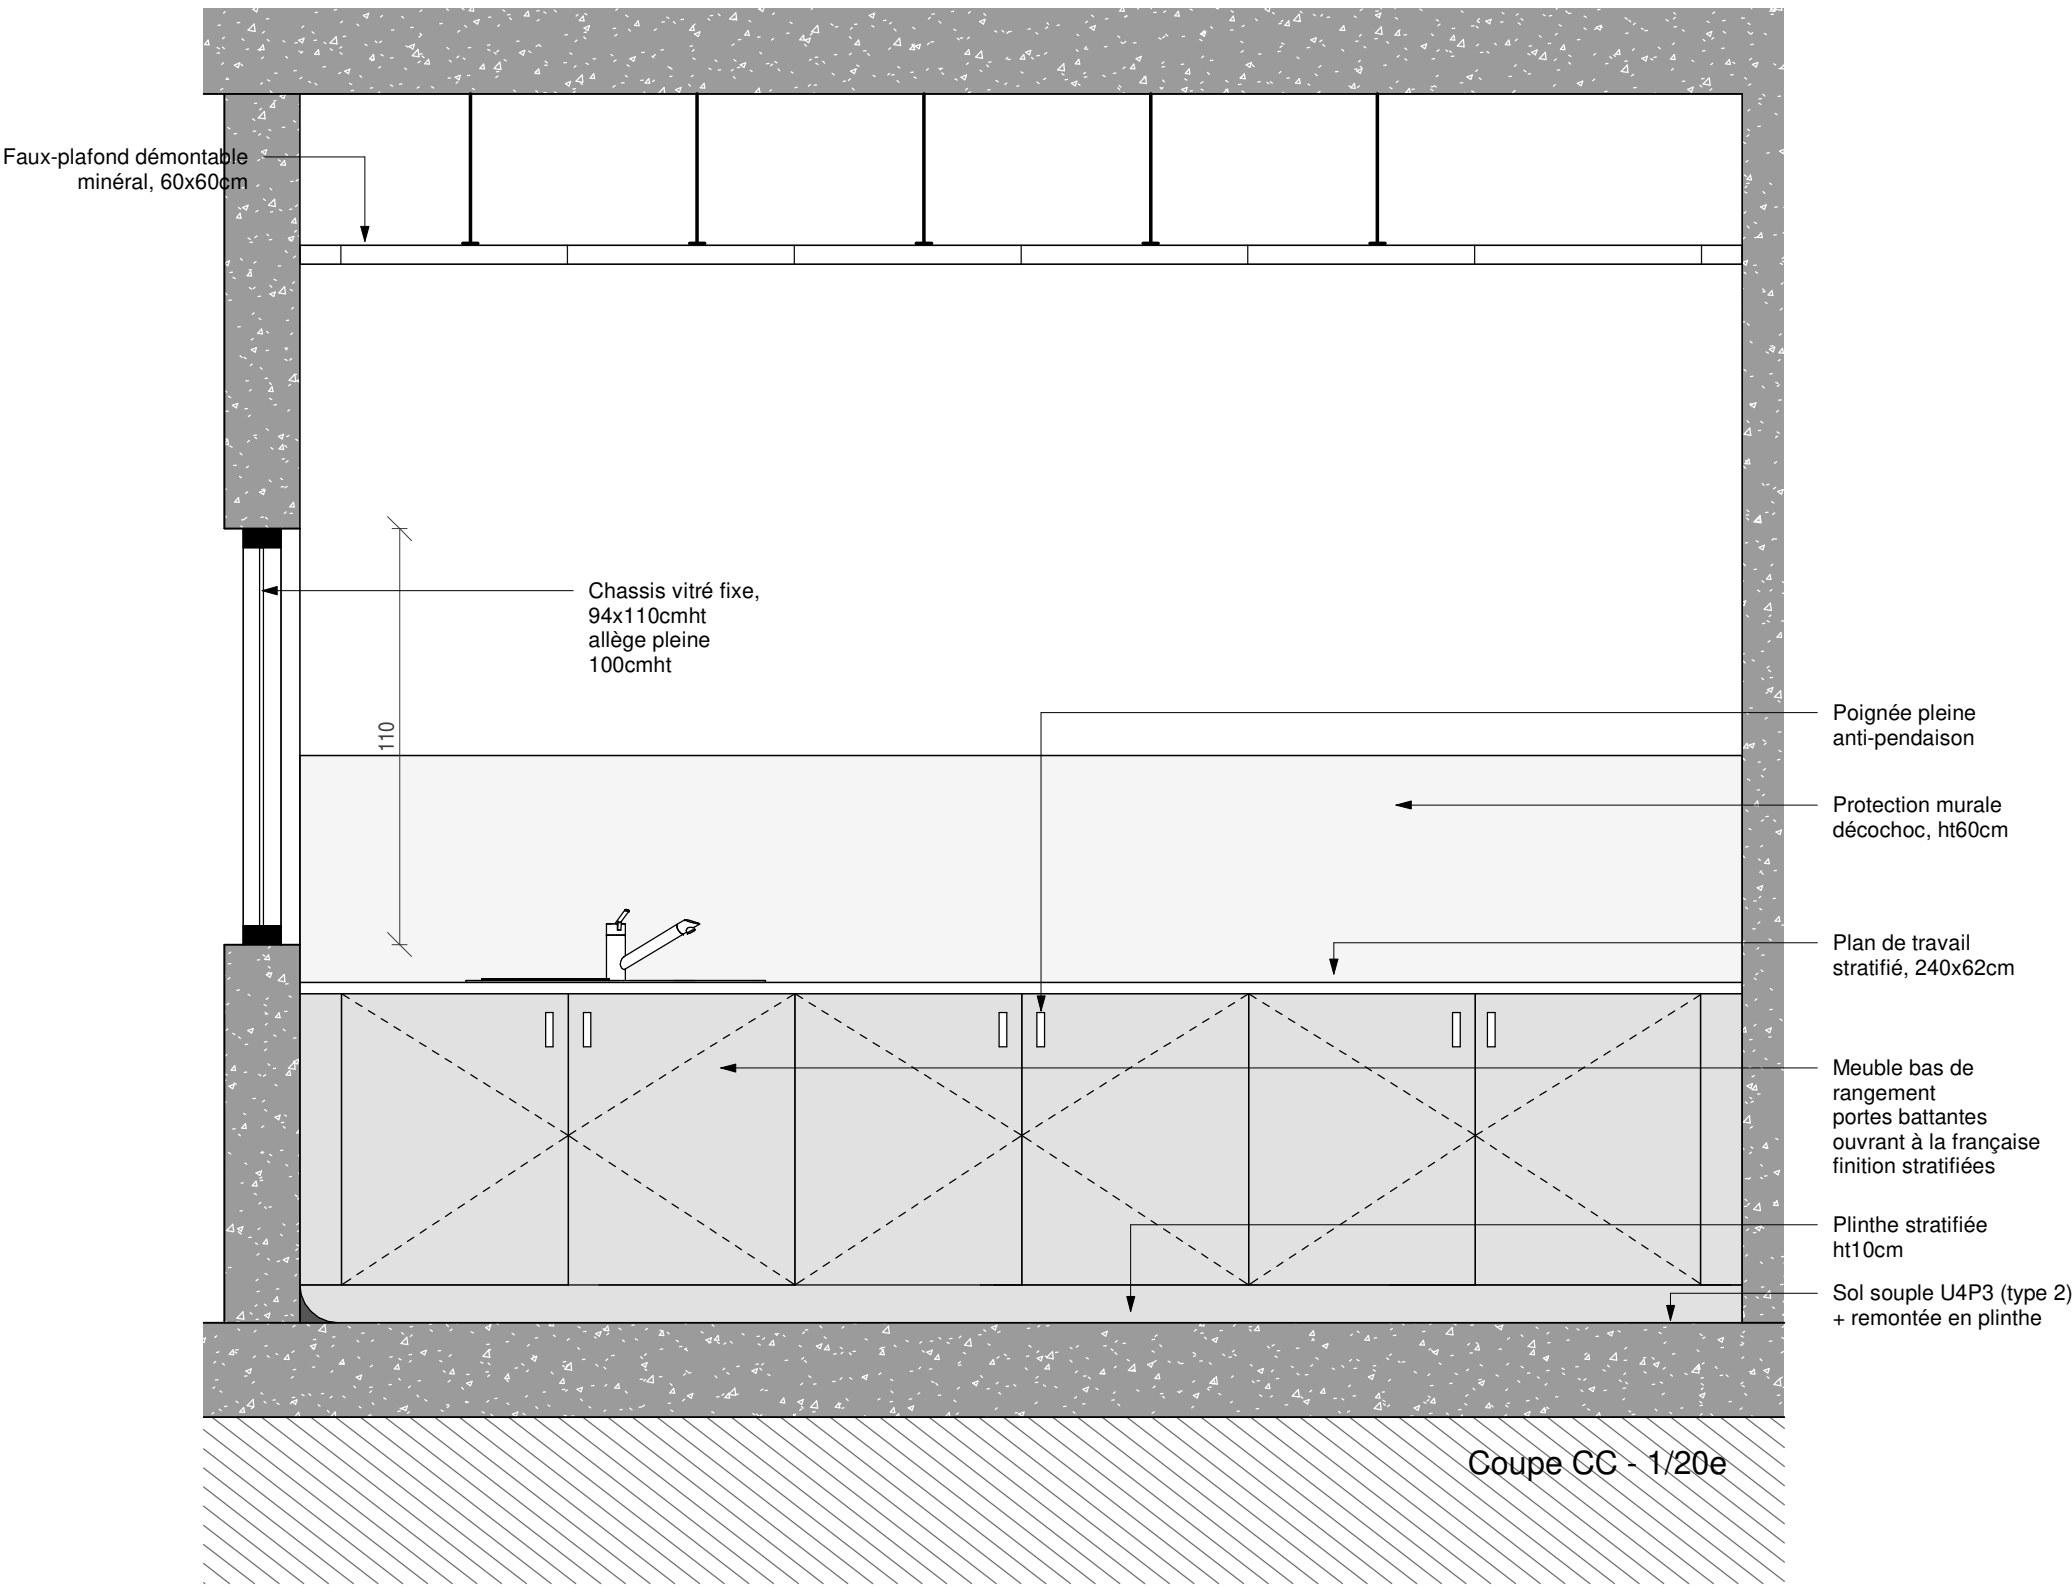 Faux-plafond démontable
minéral, 60x60cm
Chassis vitré fixe,
94x110cmht
allège pleine
100cmht
110
Poignée pleine
anti-pendaison
Protection murale
décochoc, ht60cm
Plan de travail
stratifié, 240x62cm
Meuble bas de
rangement
portes battantes
ouvrant à la française
finition stratifiées
Plinthe stratifiée
ht10cm
Sol souple U4P3 (type 2)
+ remontée en plinthe
Coupe CC - 1/20e